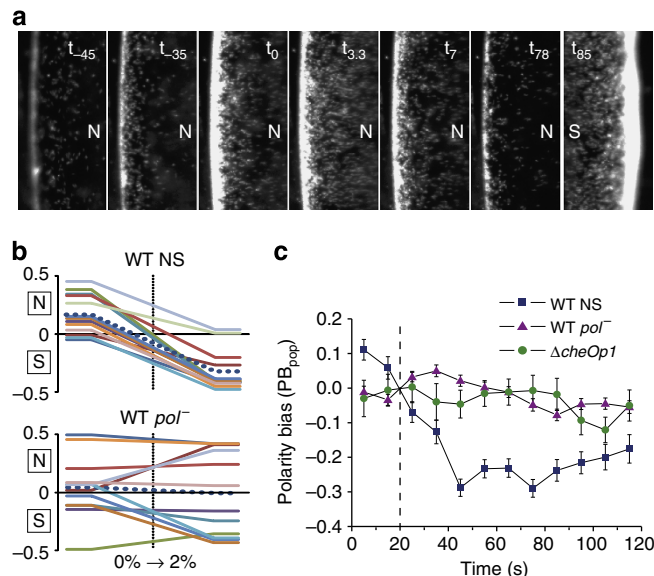 a
t₋₄₅ t₋₃₅ t₀ t₃.₃ t₇ t₇₈ t₈₅
N N N N N N S
b
WT NS
0.5
N
0
S
−0.5
WT pol⁻
0.5
N
0
S
−0.5
0% → 2%
c
WT NS
WT pol⁻
ΔcheOp1
Polarity bias (PBpop)
0.2
0.1
0.0
−0.1
−0.2
−0.3
−0.4
0 20 40 60 80 100 120
Time (s)